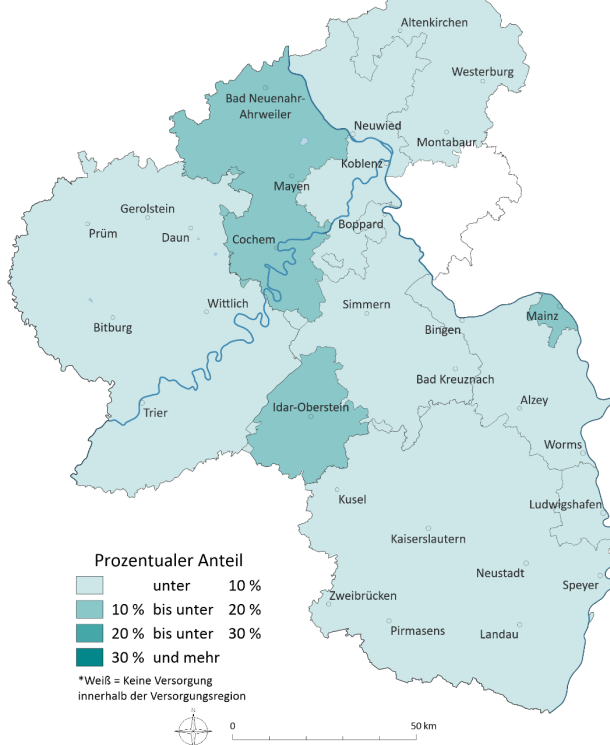 Altenkirchen
Westerburg
Bad Neuenahr-
Ahrweiler
Neuwied
Montabaur
Koblenz
Mayen
Gerolstein
Boppard
Prüm
Daun
Cochem
Wittlich
Simmern
Mainz
Bitburg
Bingen
Bad Kreuznach
Trier
Idar-Oberstein
Alzey
Worms
Kusel
Ludwigshafen
Kaiserslautern
Neustadt
Speyer
Zweibrücken
Pirmasens
Landau
Prozentualer Anteil
unter 10 %
10 % bis unter 20 %
20 % bis unter 30 %
30 % und mehr
*Weiß = Keine Versorgung
innerhalb der Versorgungsregion
N
0 50 km